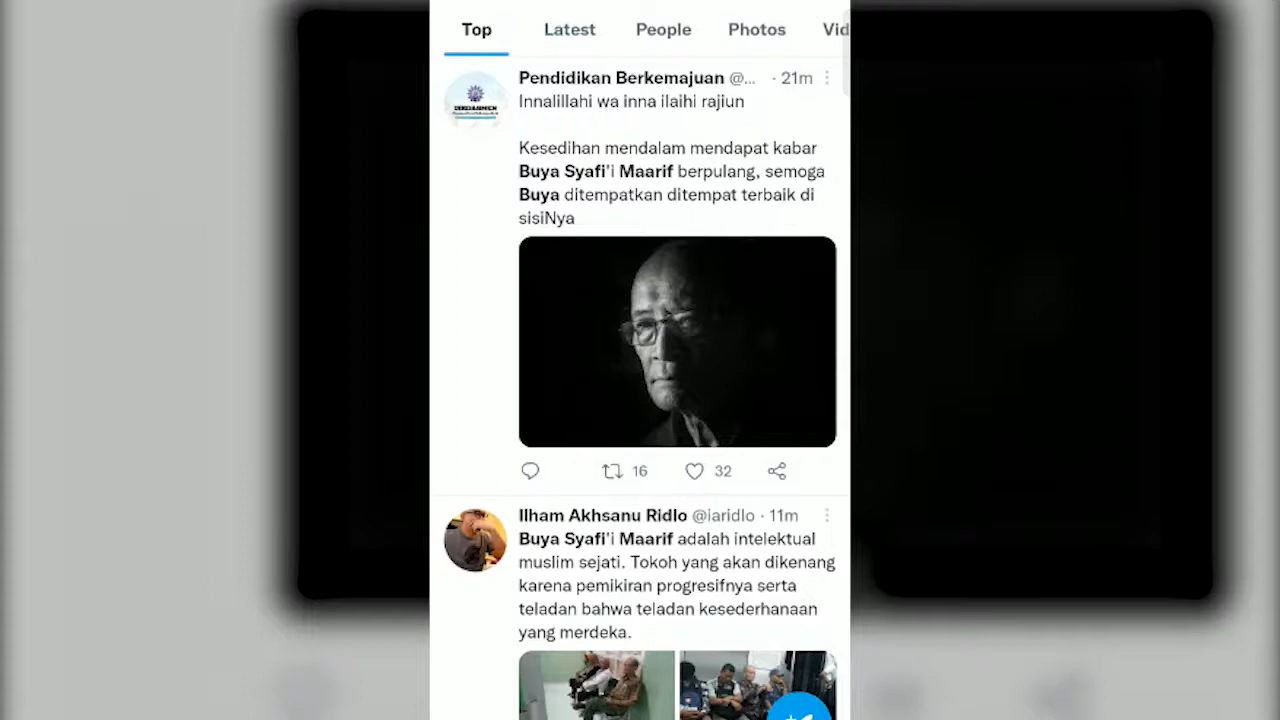 Top Latest People Photos Vid
Pendidikan Berkemajuan @... · 21m
Innalillahi wa inna ilaihi rajiun
Kesedihan mendalam mendapat kabar
Buya Syafi'i Maarif berpulang, semoga
Buya ditempatkan ditempat terbaik di
sisiNya
16 32
Ilham Akhsanu Ridlo @iaridlo · 11m
Buya Syafi'i Maarif adalah intelektual
muslim sejati. Tokoh yang akan dikenang
karena pemikiran progresifnya serta
teladan bahwa teladan kesederhanaan
yang merdeka.